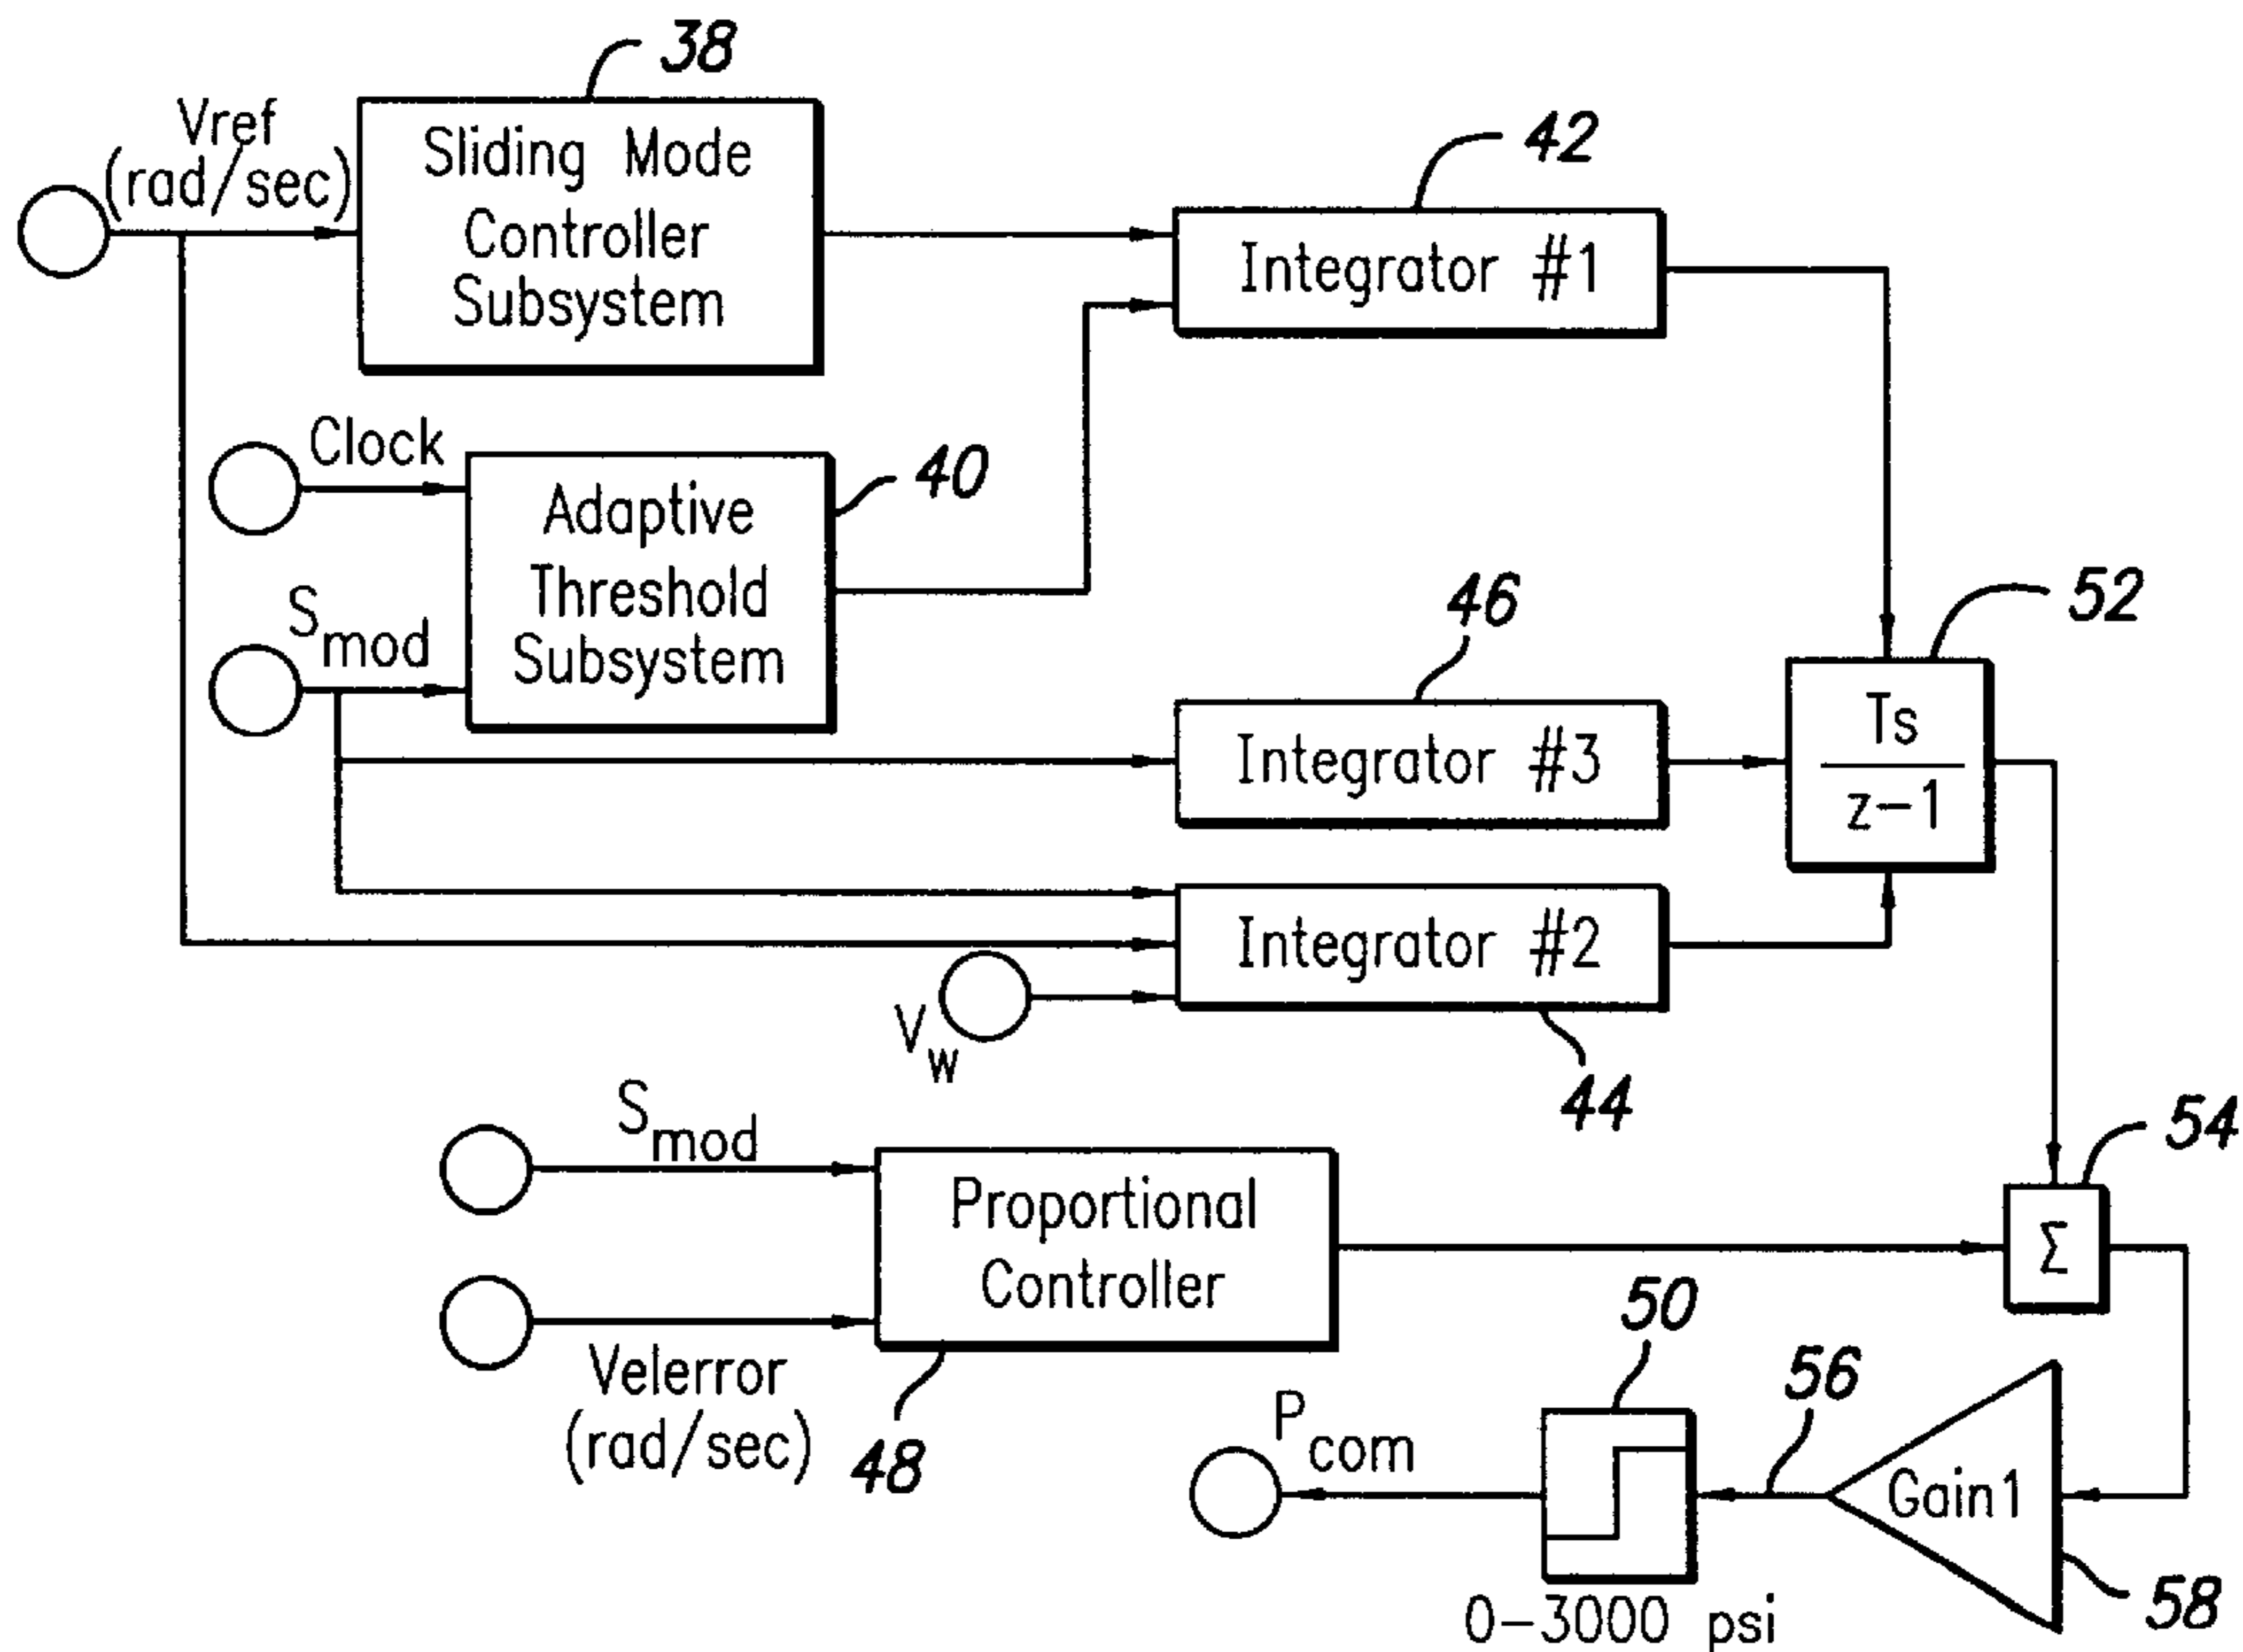 38
Vref
(rad/sec)
Sliding Mode
Controller
Subsystem
42
Integrator #1
Clock
40
Adaptive
Threshold
Subsystem
Smod
46
52
Integrator #3
Ts
z-1
Integrator #2
Vw
44
Smod
54
Proportional
Controller
Σ
Velerror
(rad/sec)
48
50
56
Pcom
Gain1
58
0-3000 psi